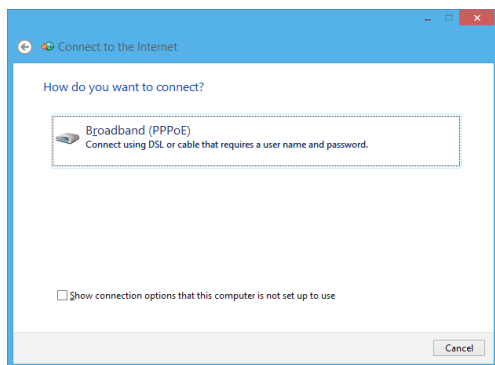 Connect to the Internet
How do you want to connect?
Broadband (PPPoE)
Connect using DSL or cable that requires a user name and password.
Show connection options that this computer is not set up to use
Cancel